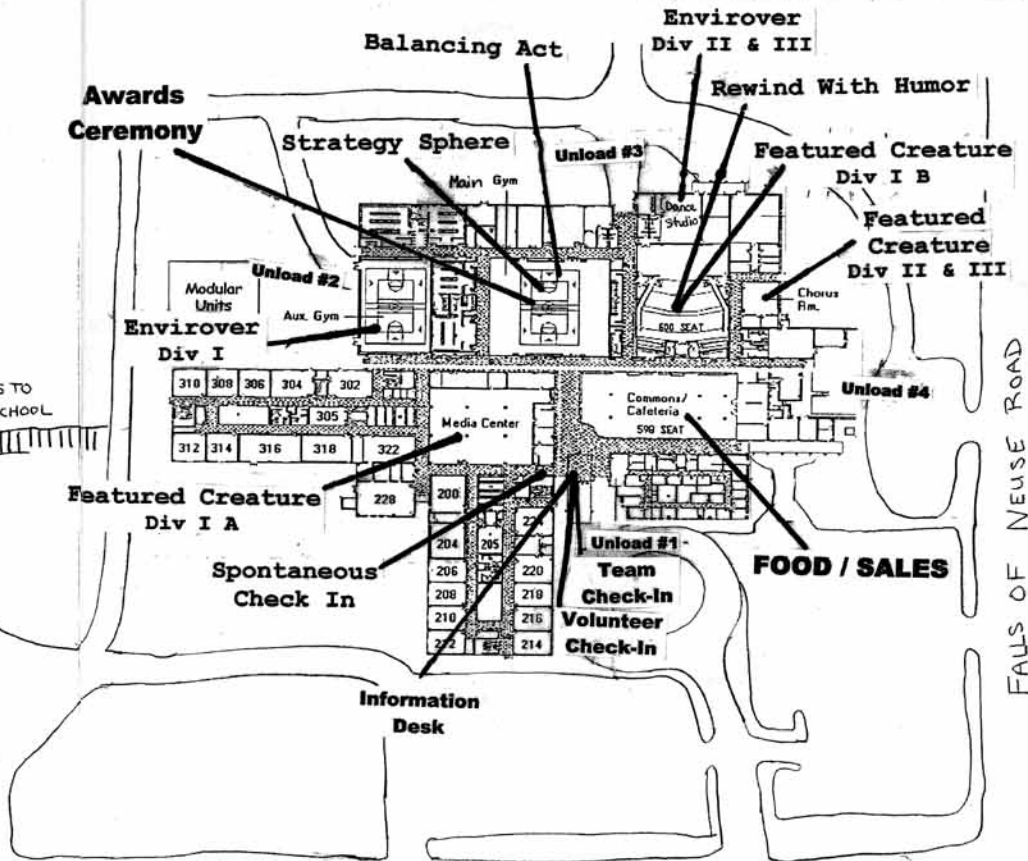 Envirover
Div II & III
Balancing Act
Rewind With Humor
Awards
Ceremony
Strategy Sphere
Unload #3
Featured Creature
Div I B
Main Gym
Dance
Studio
Featured
Creature
Div II & III
Unload #2
Modular
Units
Aux. Gym
Chorus
Rm.
600 SEAT
Envirover
Div I
310 308 306 304 302
Unload #4
S TO
CHOOL
305
Commons/
Cafeteria
598 SEAT
Media Center
312 314 316 318 322
FALLS OF NEUSE ROAD
Featured Creature
Div I A
228
200
204
205
Unload #1
FOOD / SALES
Spontaneous
Check In
206
220
Team
Check-In
208
218
210
216
Volunteer
Check-In
214
Information
Desk